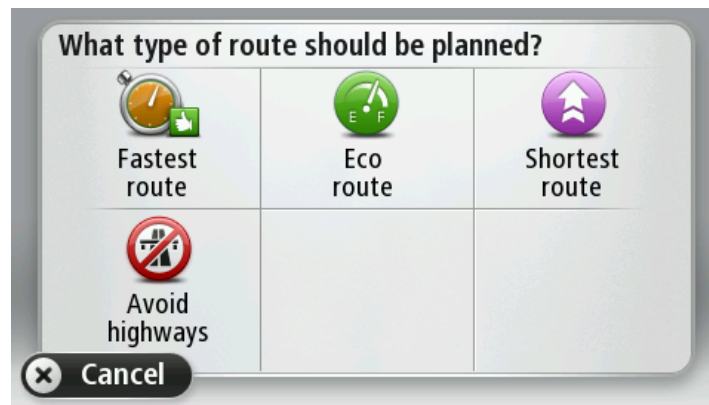 What type of route should be planned?
Fastest
route
E F
Eco
route
Shortest
route
Avoid
highways
Cancel